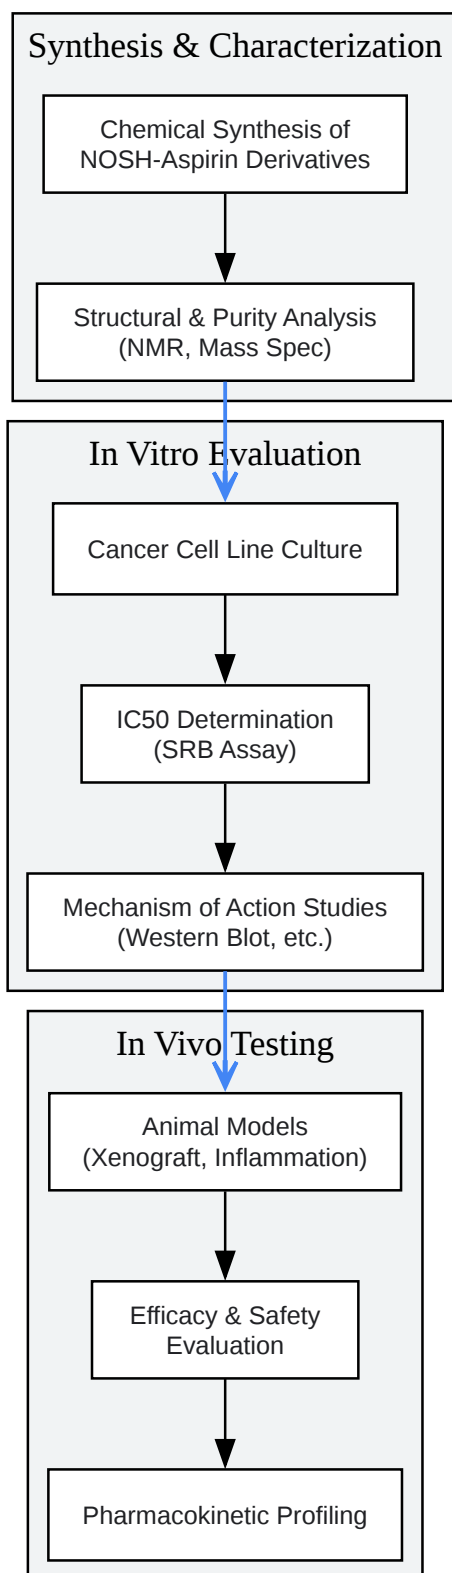 Synthesis & Characterization
Chemical Synthesis of
NOSH-Aspirin Derivatives
Structural & Purity Analysis
(NMR, Mass Spec)
In Vitro Evaluation
Cancer Cell Line Culture
IC50 Determination
(SRB Assay)
Mechanism of Action Studies
(Western Blot, etc.)
In Vivo Testing
Animal Models
(Xenograft, Inflammation)
Efficacy & Safety
Evaluation
Pharmacokinetic Profiling